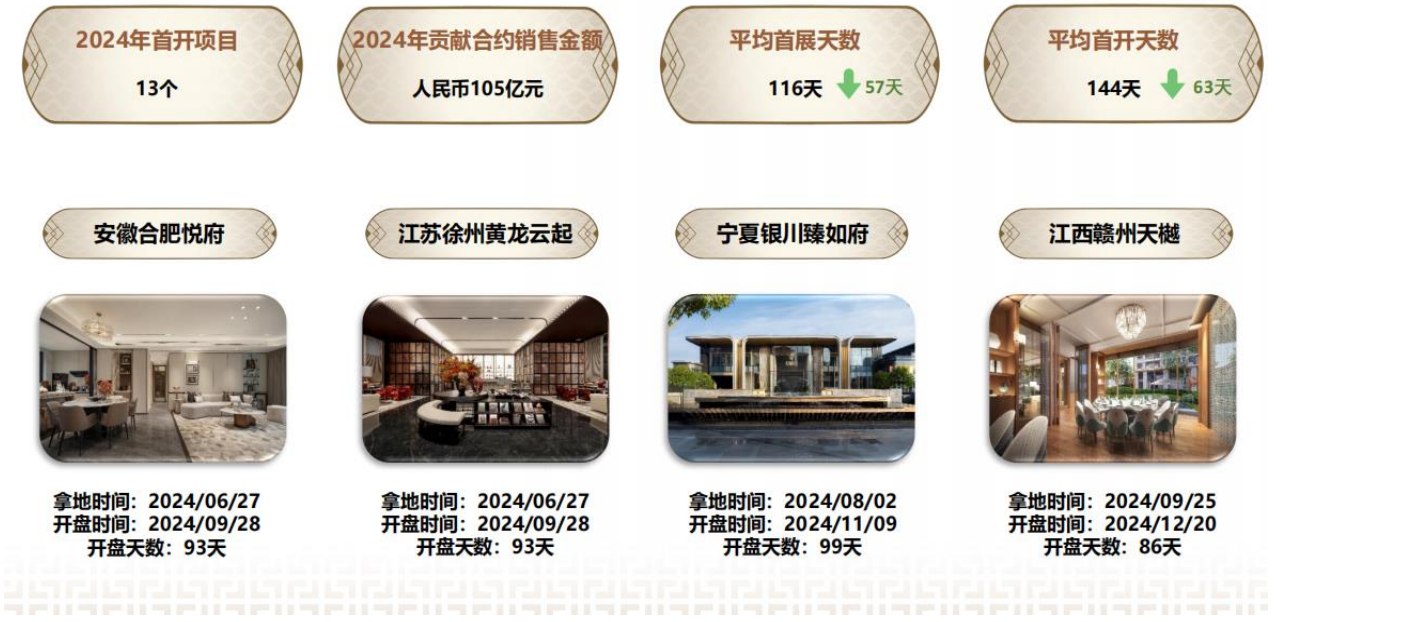 2024年首开项目
13个
2024年贡献合约销售金额
人民币105亿元
平均首展天数
116天 57天
平均首开天数
144天 63天
安徽合肥悦府
江苏徐州黄龙云起
宁夏银川臻如府
江西赣州天樾
拿地时间：2024/06/27
开盘时间：2024/09/28
开盘天数：93天
拿地时间：2024/06/27
开盘时间：2024/09/28
开盘天数：93天
拿地时间：2024/08/02
开盘时间：2024/11/09
开盘天数：99天
拿地时间：2024/09/25
开盘时间：2024/12/20
开盘天数：86天